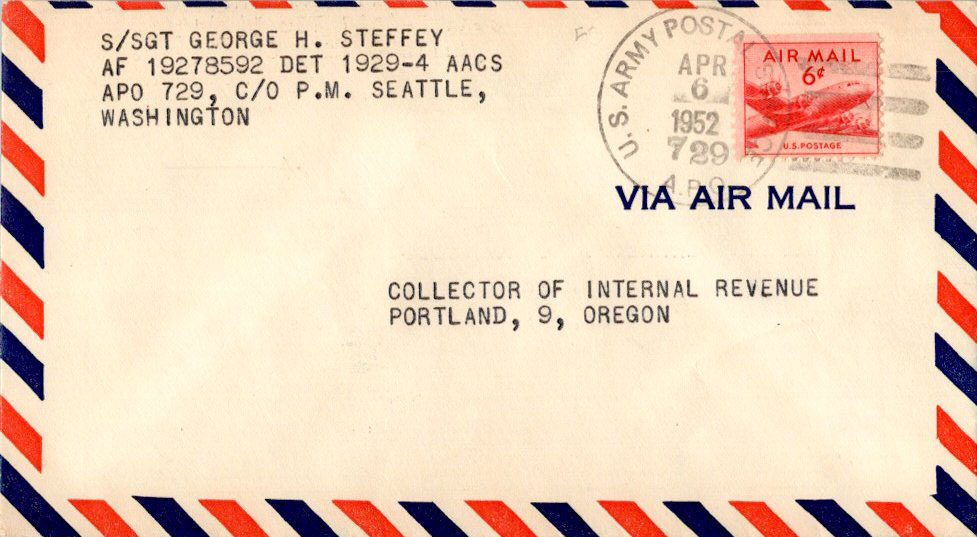 S/SGT GEORGE H. STEFFEY
AF 19278592 DET 1929-4 AACS
APO 729, C/O P.M. SEATTLE,
WASHINGTON
U.S. ARMY POSTAL
APR
6
1952
729
A.P.O.
AIR MAIL
6¢
U.S. POSTAGE
VIA AIR MAIL
COLLECTOR OF INTERNAL REVENUE
PORTLAND, 9, OREGON